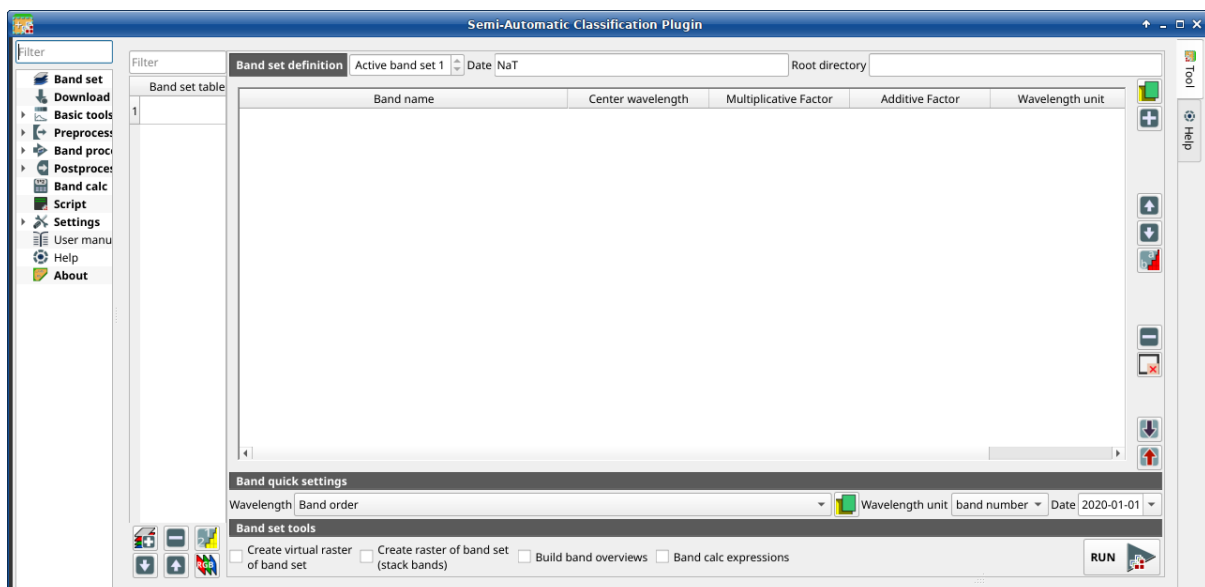 Semi-Automatic Classification Plugin
Filter
Band set
Download
Basic tools
Preprocess
Band proc
Postproces
Band calc
Script
Settings
User manu
Help
About
Filter
Band set table
1
Band set definition Active band set 1 Date NaT Root directory
Band name Center wavelength Multiplicative Factor Additive Factor Wavelength unit
Tool
Help
Band quick settings
Wavelength Band order Wavelength unit band number Date 2020-01-01
Band set tools
Create virtual raster
of band set
Create raster of band set
(stack bands)
Build band overviews
Band calc expressions
RUN
RGB